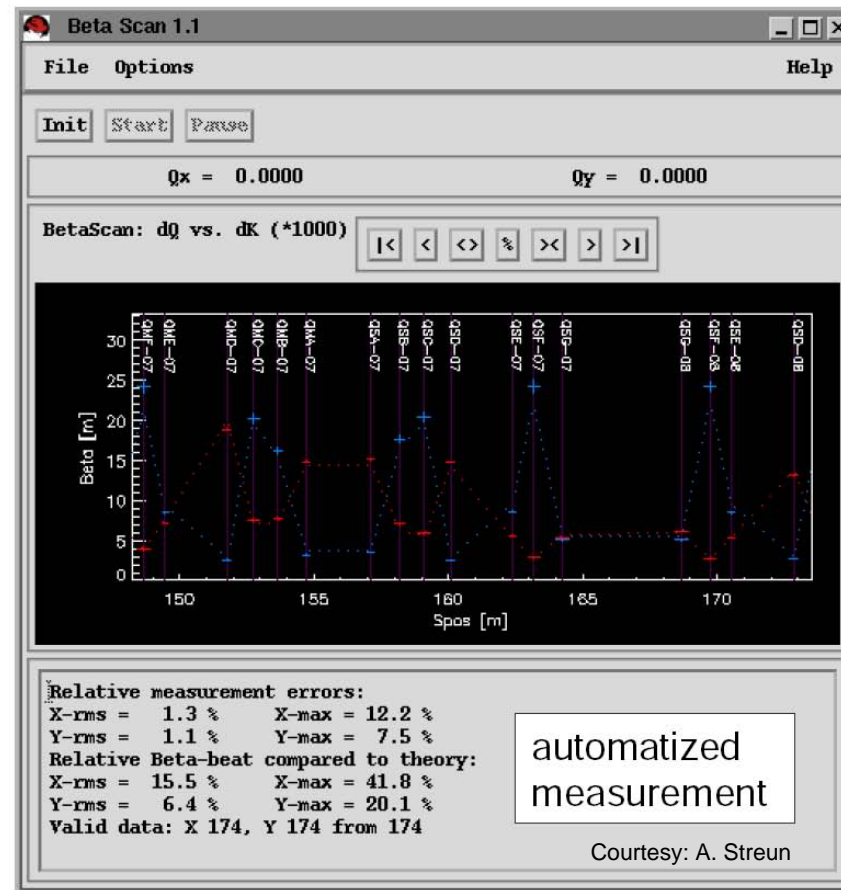 Beta Scan 1.1
File Options Help
Init Start Pause
Qx = 0.0000 Qy = 0.0000
BetaScan: dQ vs. dK (*1000) |< < <> % >< > >|
QMF-07 QME-07 QMD-07 QMC-07 QMB-07 QMA-07 QSA-07 QSB-07 QSC-07 QSD-07 QSE-07 QSF-07 QSG-07 QSG-08 QSF-08 QSE-08 QSD-08
30
25
20
15
10
5
0
Beta [m]
150 155 160 165 170
Spos [m]
Relative measurement errors:
X-rms = 1.3 % X-max = 12.2 %
Y-rms = 1.1 % Y-max = 7.5 %
Relative Beta-beat compared to theory:
X-rms = 15.5 % X-max = 41.8 %
Y-rms = 6.4 % Y-max = 20.1 %
Valid data: X 174, Y 174 from 174
automatized
measurement
Courtesy: A. Streun